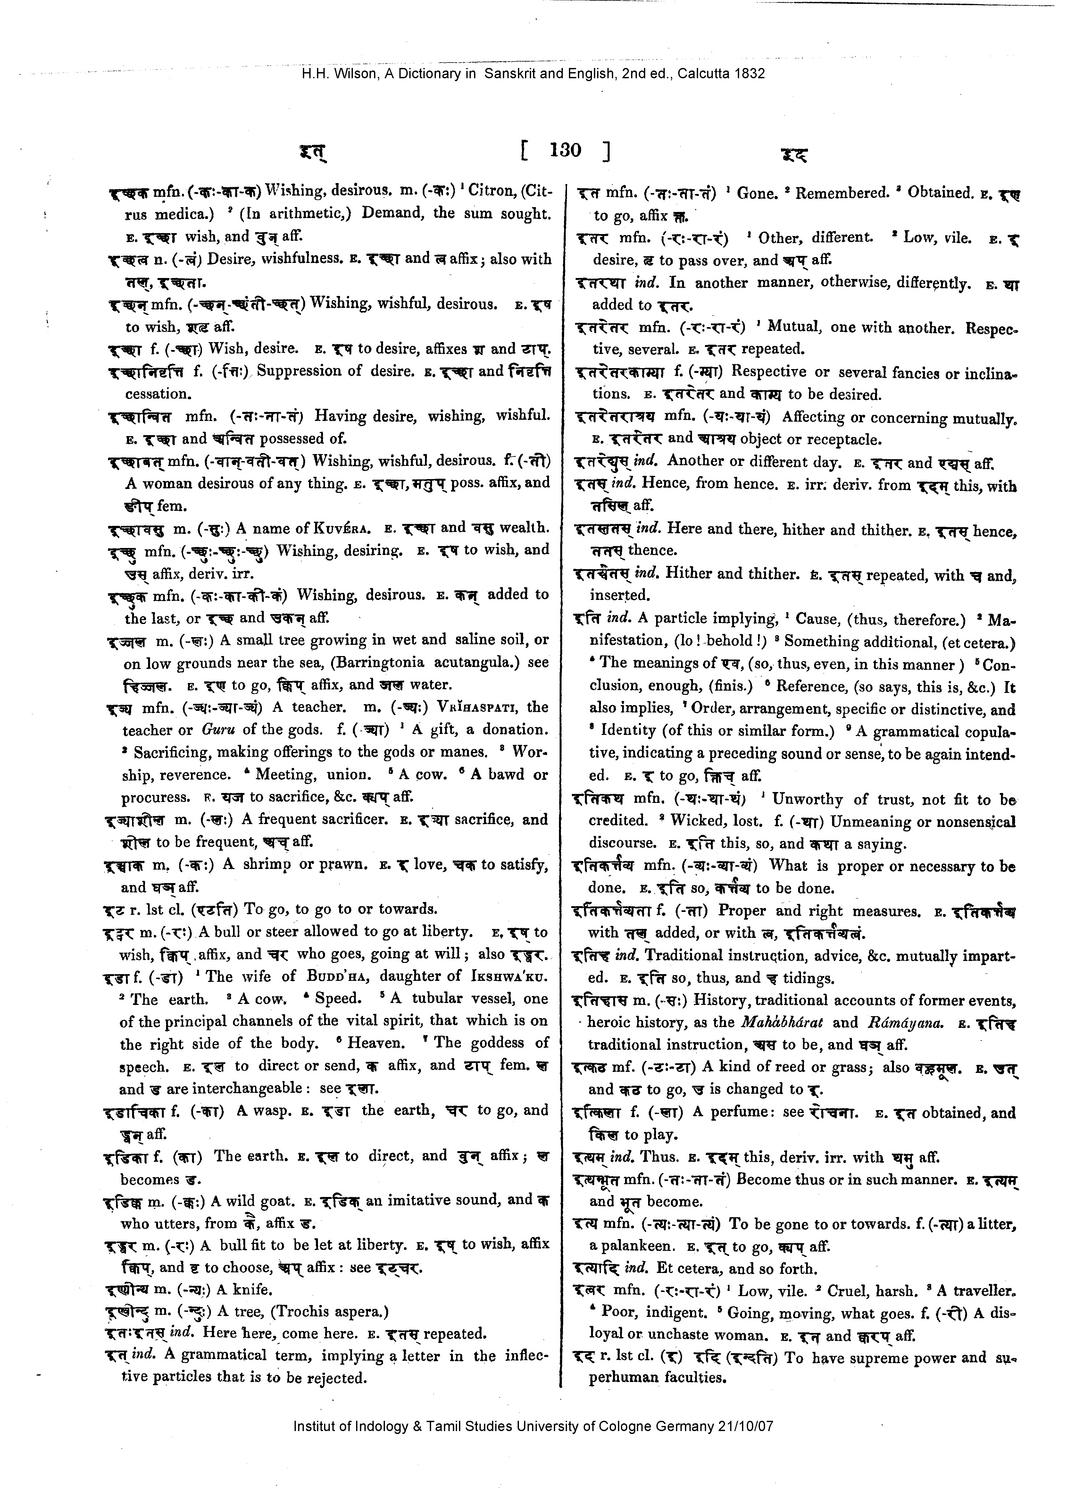 H.H. Wilson, A Dictionary in Sanskrit and English, 2nd ed., Calcutta 1832
इत् [ 130 ] इद
इच्छक mfn. (-कः-का-कं) Wishing, desirous. m. (-कः) ¹ Citron, (Cit-
rus medica.) ² (In arithmetic,) Demand, the sum sought.
E. इच्छा wish, and वुन् aff.
इच्छत्व n. (-त्वं) Desire, wishfulness. E. इच्छा and त्व affix; also with
तल्, इच्छता.
इच्छन् mfn. (-च्छन्-च्छंती-च्छत्) Wishing, wishful, desirous. E. इष
to wish, शतृ aff.
इच्छा f. (-च्छा) Wish, desire. E. इष to desire, affixes श and टाप्.
इच्छानिवृत्ति f. (-त्तिः) Suppression of desire. E. इच्छा and निवृत्ति
cessation.
इच्छान्वित mfn. (-तः-ता-तं) Having desire, wishing, wishful.
E. इच्छा and अन्वित possessed of.
इच्छावत् mfn. (-वान्-वती-वत्) Wishing, wishful, desirous. f. (-ती)
A woman desirous of any thing. E. इच्छा, मतुप् poss. affix, and
ङीप् fem.
इच्छावसु m. (-सुः) A name of KUVÉRA. E. इच्छा and वसु wealth.
इच्छु mfn. (-च्छुः-च्छुः-च्छु) Wishing, desiring. E. इष to wish, and
उस् affix, deriv. irr.
इच्छुक mfn. (-कः-का-की-कं) Wishing, desirous. E. कन् added to
the last, or इच्छ and उकन् aff.
इज्जल m. (-लः) A small tree growing in wet and saline soil, or
on low grounds near the sea, (Barringtonia acutangula.) see
हिज्जल. E. इण to go, क्विप् affix, and जल water.
इज्य mfn. (-ज्यः-ज्या-ज्यं) A teacher. m. (-ज्यः) VRĬHASPATI, the
teacher or Guru of the gods. f. (-ज्या) ¹ A gift, a donation.
² Sacrificing, making offerings to the gods or manes. ³ Wor-
ship, reverence. ⁴ Meeting, union. ⁵ A cow. ⁶ A bawd or
procuress. E. यज to sacrifice, &c. क्यप् aff.
इज्याशील m. (-लः) A frequent sacrificer. E. इज्या sacrifice, and
शील to be frequent, अच् aff.
इञ्चाक m. (-कः) A shrimp or prawn. E. इ love, चक to satisfy,
and घञ् aff.
इट r. 1st cl. (एटति) To go, to go to or towards.
इट्चर m. (-रः) A bull or steer allowed to go at liberty. E. इष् to
wish, क्विप् affix, and चर who goes, going at will; also इड्वर.
इडा f. (-डा) ¹ The wife of BUDD'HA, daughter of IKSHWA'KU.
² The earth. ³ A cow. ⁴ Speed. ⁵ A tubular vessel, one
of the principal channels of the vital spirit, that which is on
the right side of the body. ⁶ Heaven. ⁷ The goddess of
speech. E. इल to direct or send, क affix, and टाप् fem. ल
and ड are interchangeable: see इला.
इडाचिका f. (-का) A wasp. E. इडा the earth, चर to go, and
ड्वुन् aff.
इडिका f. (का) The earth. E. इल to direct, and वुन् affix; ल
becomes ड.
इडिक्क m. (-क्कः) A wild goat. E. इडिक् an imitative sound, and क
who utters, from कै, affix ड.
इड्वर m. (-रः) A bull fit to be let at liberty. E. इष् to wish, affix
क्विप्, and वृ to choose, अप् affix: see इट्चर.
m. (-न्यः) A knife.
m. (-न्दुः) A tree, (Trochis aspera.)
इतःइतस् ind. Here here, come here. E. इतस् repeated.
इत् ind. A grammatical term, implying a letter in the inflec-
tive particles that is to be rejected.
इत mfn. (-तः-ता-तं) ¹ Gone. ² Remembered. ³ Obtained. E. इण
to go, affix क्त.
इतर mfn. (-रः-रा-रं) ¹ Other, different. ² Low, vile. E. इ
desire, तॄ to pass over, and अप् aff.
इतरथा ind. In another manner, otherwise, differently. E. था
added to इतर.
इतरेतर mfn. (-रः-रा-रं) ¹ Mutual, one with another. Respec-
tive, several. E. इतर repeated.
इतरेतरकाम्या f. (-म्या) Respective or several fancies or inclina-
tions. E. इतरेतर and काम्य to be desired.
इतरेतराश्रय mfn. (-यः-या-यं) Affecting or concerning mutually.
E. इतरेतर and आश्रय object or receptacle.
इतरेद्युस् ind. Another or different day. E. इतर and एद्युस् aff.
इतस् ind. Hence, from hence. E. irr. deriv. from इदम् this, with
तसिल् aff.
इतस्ततस् ind. Here and there, hither and thither. E. इतस् hence,
ततस् thence.
इतश्चेतस् ind. Hither and thither. E. इतस् repeated, with च and,
inserted.
इति ind. A particle implying, ¹ Cause, (thus, therefore.) ² Ma-
nifestation, (lo! behold!) ³ Something additional, (et cetera.)
⁴ The meanings of एव, (so, thus, even, in this manner) ⁵ Con-
clusion, enough, (finis.) ⁶ Reference, (so says, this is, &c.) It
also implies, ⁷ Order, arrangement, specific or distinctive, and
⁸ Identity (of this or similar form.) ⁹ A grammatical copula-
tive, indicating a preceding sound or sense, to be again intend-
ed. E. इ to go, क्तिच् aff.
इतिकथ mfn. (-थः-था-थं) ¹ Unworthy of trust, not fit to be
credited. ² Wicked, lost. f. (-था) Unmeaning or nonsensical
discourse. E. इति this, so, and कथा a saying.
इतिकर्त्तव्य mfn. (-व्यः-व्या-व्यं) What is proper or necessary to be
done. E. इति so, कर्त्तव्य to be done.
इतिकर्त्तव्यता f. (-ता) Proper and right measures. E. इतिकर्त्तव्य
with तल् added, or with त्व, इतिकर्त्तव्यत्वं.
इतिह ind. Traditional instruction, advice, &c. mutually impart-
ed. E. इति so, thus, and ह tidings.
इतिहास m. (-सः) History, traditional accounts of former events,
heroic history, as the Mahábhárat and Rámáyana. E. इतिह
traditional instruction, अस to be, and घञ् aff.
इत्कट mf. (-टः-टा) A kind of reed or grass; also वज्रमूल. E. उत्
and कट to go, उ is changed to इ.
इत्किला f. (-ला) A perfume: see रोचना. E. इत obtained, and
किल to play.
इत्थम् ind. Thus. E. इदम् this, deriv. irr. with थमु aff.
इत्थम्भूत mfn. (-तः-ता-तं) Become thus or in such manner. E. इत्थम्
and भूत become.
इत्य mfn. (-त्यः-त्या-त्यं) To be gone to or towards. f. (-त्या) a litter,
a palankeen. E. इत् to go, क्यप् aff.
इत्यादि ind. Et cetera, and so forth.
इत्वर mfn. (-रः-रा-रं) ¹ Low, vile. ² Cruel, harsh. ³ A traveller.
⁴ Poor, indigent. ⁵ Going, moving, what goes. f. (-री) A dis-
loyal or unchaste woman. E. इत and क्वरप् aff.
इद r. 1st cl. (इ) इदि (इन्दति) To have supreme power and su-
perhuman faculties.
Institut of Indology & Tamil Studies University of Cologne Germany 21/10/07